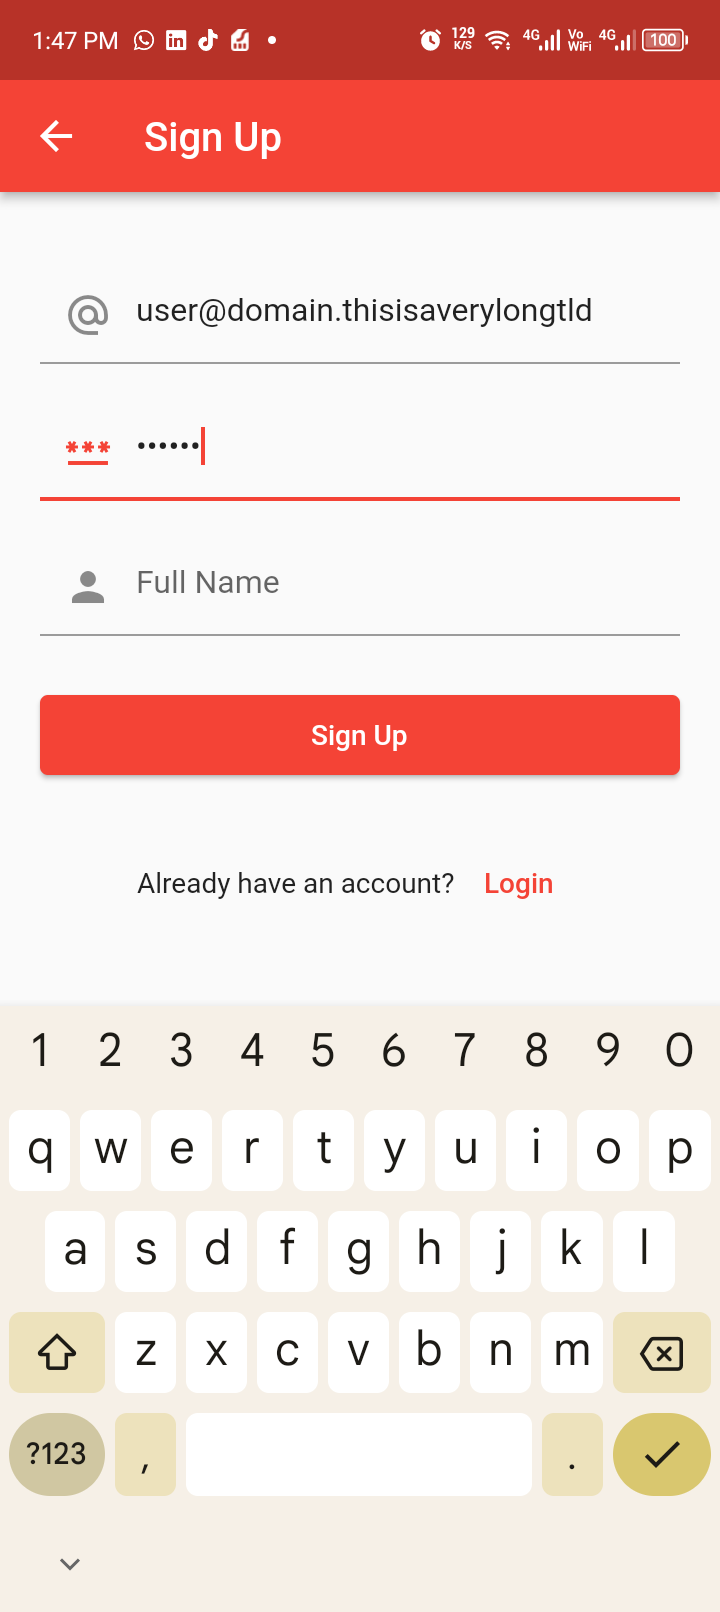 1:47 PM 129 K/S 4G Vo WiFi 4G 100
Sign Up
user@domain.thisisaverylongtld
***
••••••
Full Name
Sign Up
Already have an account? Login
1 2 3 4 5 6 7 8 9 0
q w e r t y u i o p
a s d f g h j k l
z x c v b n m
?123 , .